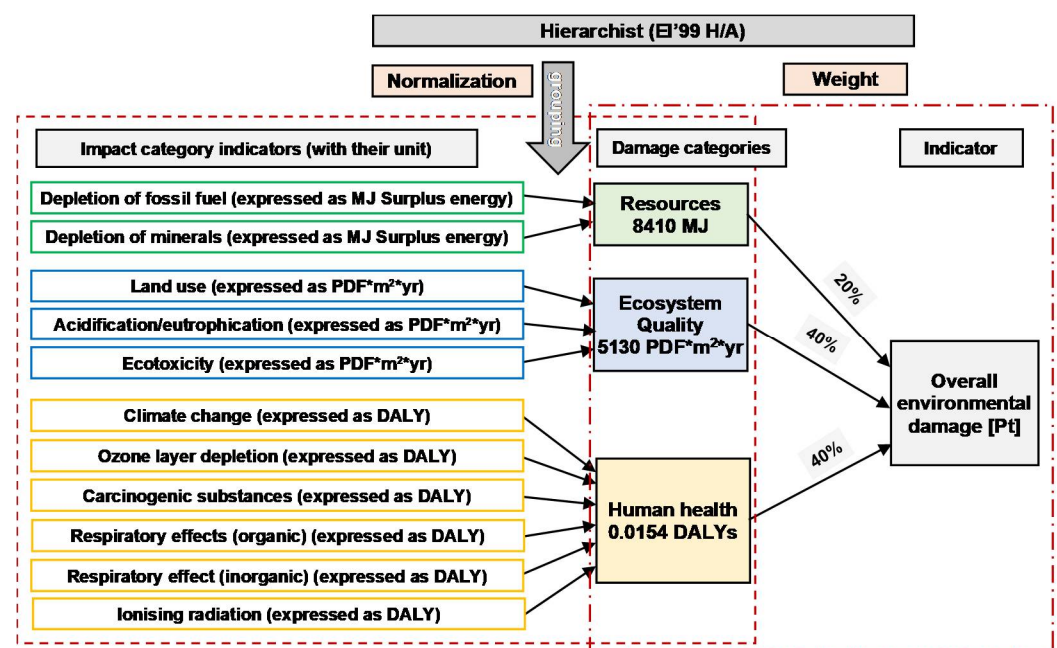 Hierarchist (EI’99 H/A)
Normalization
grouping
Weight
Impact category indicators (with their unit)
Damage categories
Indicator
Depletion of fossil fuel (expressed as MJ Surplus energy)
Depletion of minerals (expressed as MJ Surplus energy)
Resources
8410 MJ
20%
Land use (expressed as PDF*m²*yr)
Acidification/eutrophication (expressed as PDF*m²*yr)
Ecotoxicity (expressed as PDF*m²*yr)
Ecosystem
Quality
5130 PDF*m²*yr
40%
Climate change (expressed as DALY)
Ozone layer depletion (expressed as DALY)
Carcinogenic substances (expressed as DALY)
Respiratory effects (organic) (expressed as DALY)
Respiratory effect (inorganic) (expressed as DALY)
Ionising radiation (expressed as DALY)
Human health
0.0154 DALYs
40%
Overall
environmental
damage [Pt]